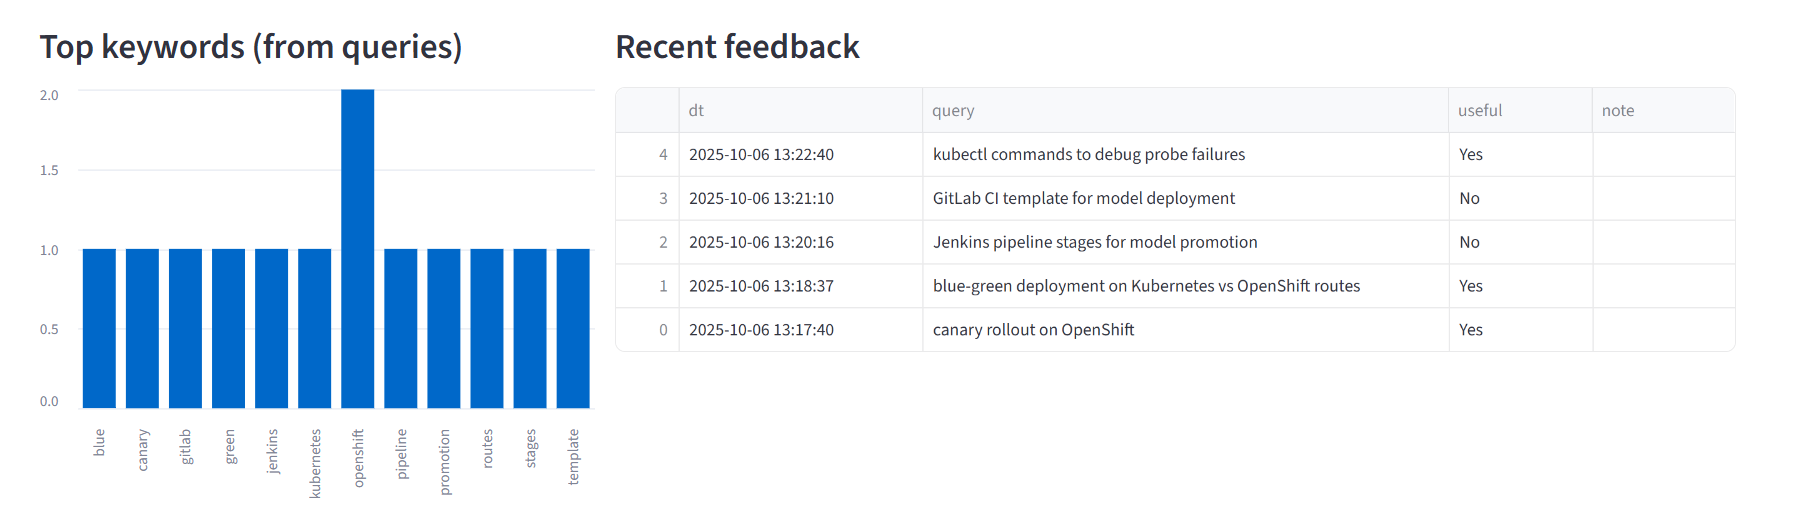 Top keywords (from queries)
2.0
1.5
1.0
0.5
0.0
blue
canary
gitlab
green
jenkins
kubernetes
openshift
pipeline
promotion
routes
stages
template
Recent feedback
dt query useful note
4 2025-10-06 13:22:40 kubectl commands to debug probe failures Yes
3 2025-10-06 13:21:10 GitLab CI template for model deployment No
2 2025-10-06 13:20:16 Jenkins pipeline stages for model promotion No
1 2025-10-06 13:18:37 blue-green deployment on Kubernetes vs OpenShift routes Yes
0 2025-10-06 13:17:40 canary rollout on OpenShift Yes